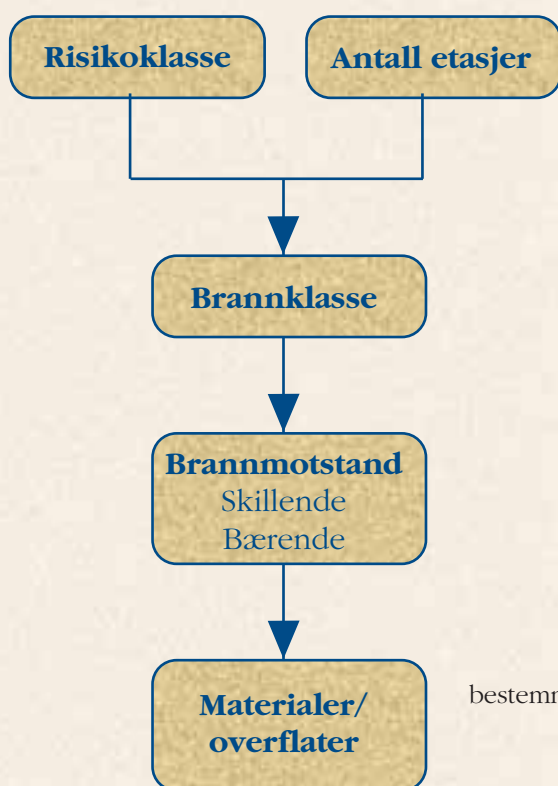 Risikoklasse
Antall etasjer
Brannklasse
Brannmotstand
Skillende
Bærende
Materialer/
overflater